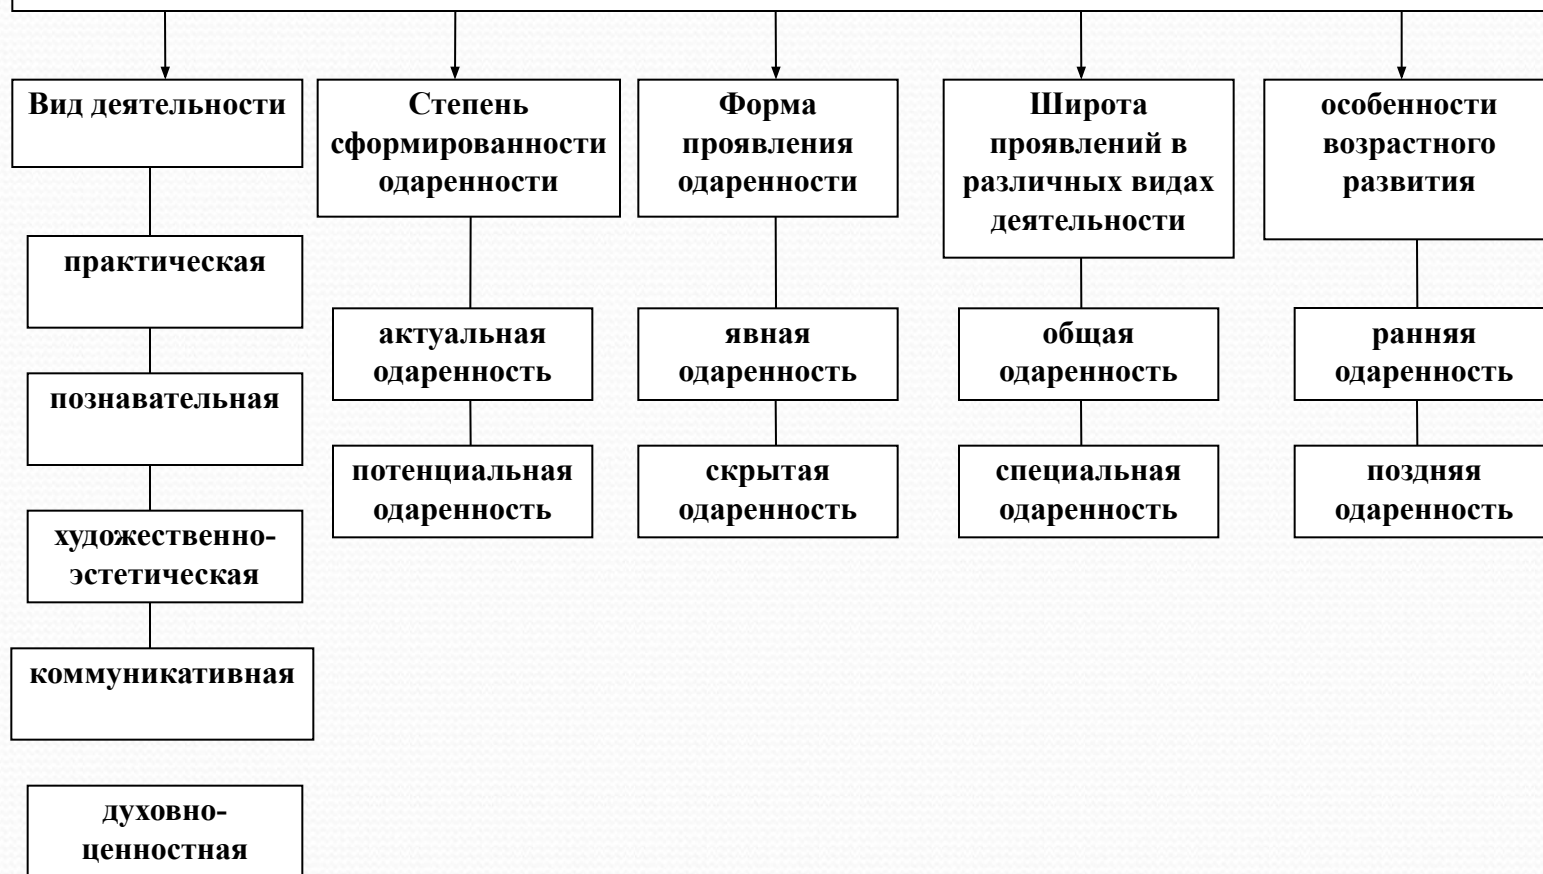 Вид деятельности
Степень
сформированности
одаренности
Форма
проявления
одаренности
Широта
проявлений в
различных видах
деятельности
особенности
возрастного
развития
практическая
познавательная
художественно-
эстетическая
коммуникативная
духовно-
ценностная
актуальная
одаренность
потенциальная
одаренность
явная
одаренность
скрытая
одаренность
общая
одаренность
специальная
одаренность
ранняя
одаренность
поздняя
одаренность